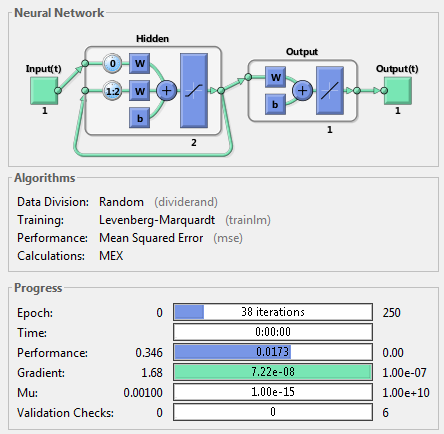 Neural Network
Hidden
Output
Input(t)
Output(t)
0
W
1:2
W
b
+
W
b
+
1
2
1
1
Algorithms
Data Division: Random (dividerand)
Training: Levenberg-Marquardt (trainlm)
Performance: Mean Squared Error (mse)
Calculations: MEX
Progress
Epoch: 0 38 iterations 250
Time: 0:00:00
Performance: 0.346 0.0173 0.00
Gradient: 1.68 7.22e-08 1.00e-07
Mu: 0.00100 1.00e-15 1.00e+10
Validation Checks: 0 0 6